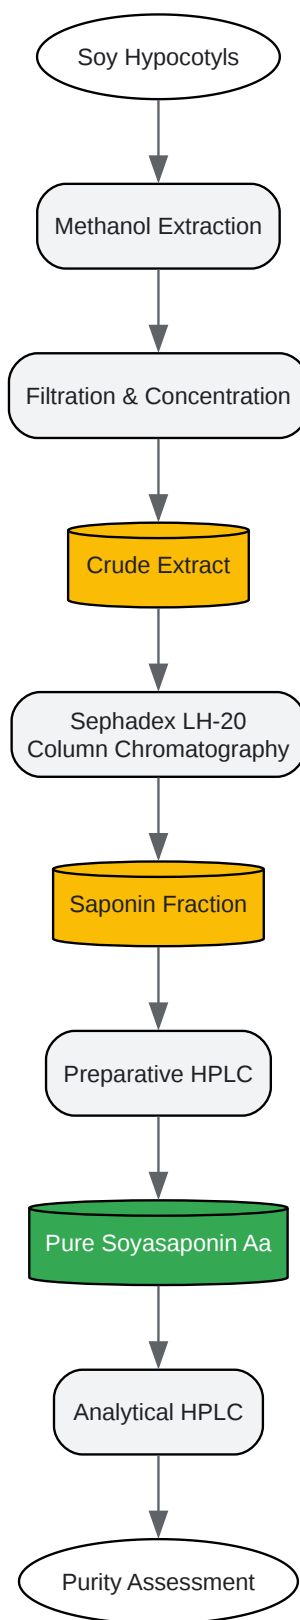 Soy Hypocotyls
Methanol Extraction
Filtration & Concentration
Crude Extract
Sephadex LH-20
Column Chromatography
Saponin Fraction
Preparative HPLC
Pure Soyasaponin Aa
Analytical HPLC
Purity Assessment